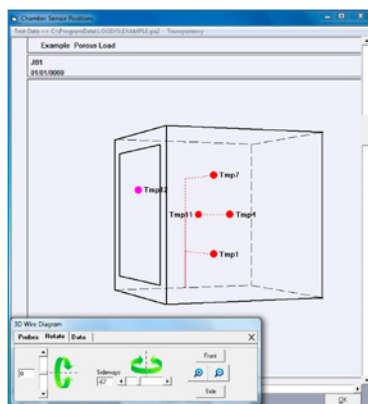 Chamber Sensor Positions
Test Data => C:\ProgramData\LOGSYS\EXAMPLE.ps2 - Transparency
Example Porous Load
JB1
01/01/0000
Tmp7
Tmp12
Tmp11
Tmp4
Tmp1
3D Wire Diagram
Probes Rotate Data
Sideways
Front
Side
OK